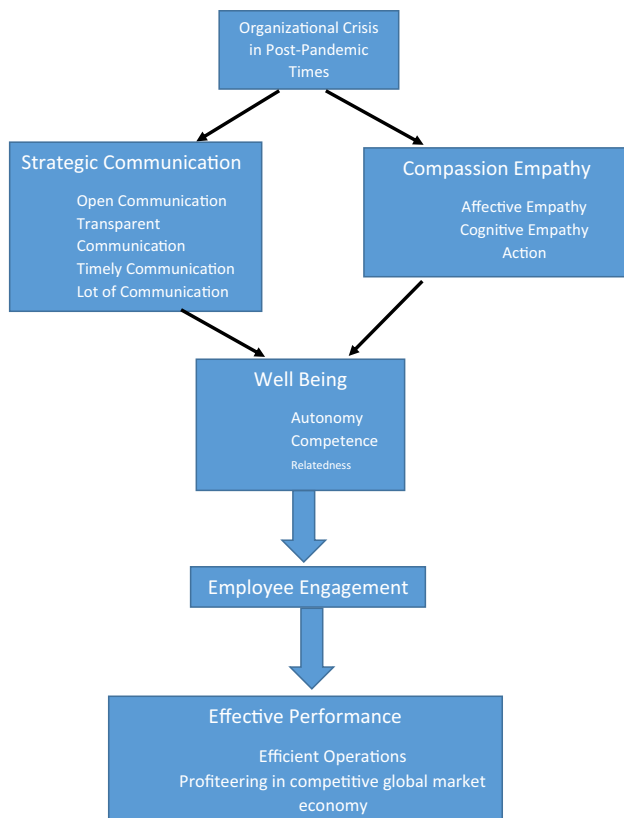 Organizational Crisis
in Post-Pandemic
Times
Strategic Communication
Open Communication
Transparent
Communication
Timely Communication
Lot of Communication
Compassion Empathy
Affective Empathy
Cognitive Empathy
Action
Well Being
Autonomy
Competence
Relatedness
Employee Engagement
Effective Performance
Efficient Operations
Profiteering in competitive global market
economy